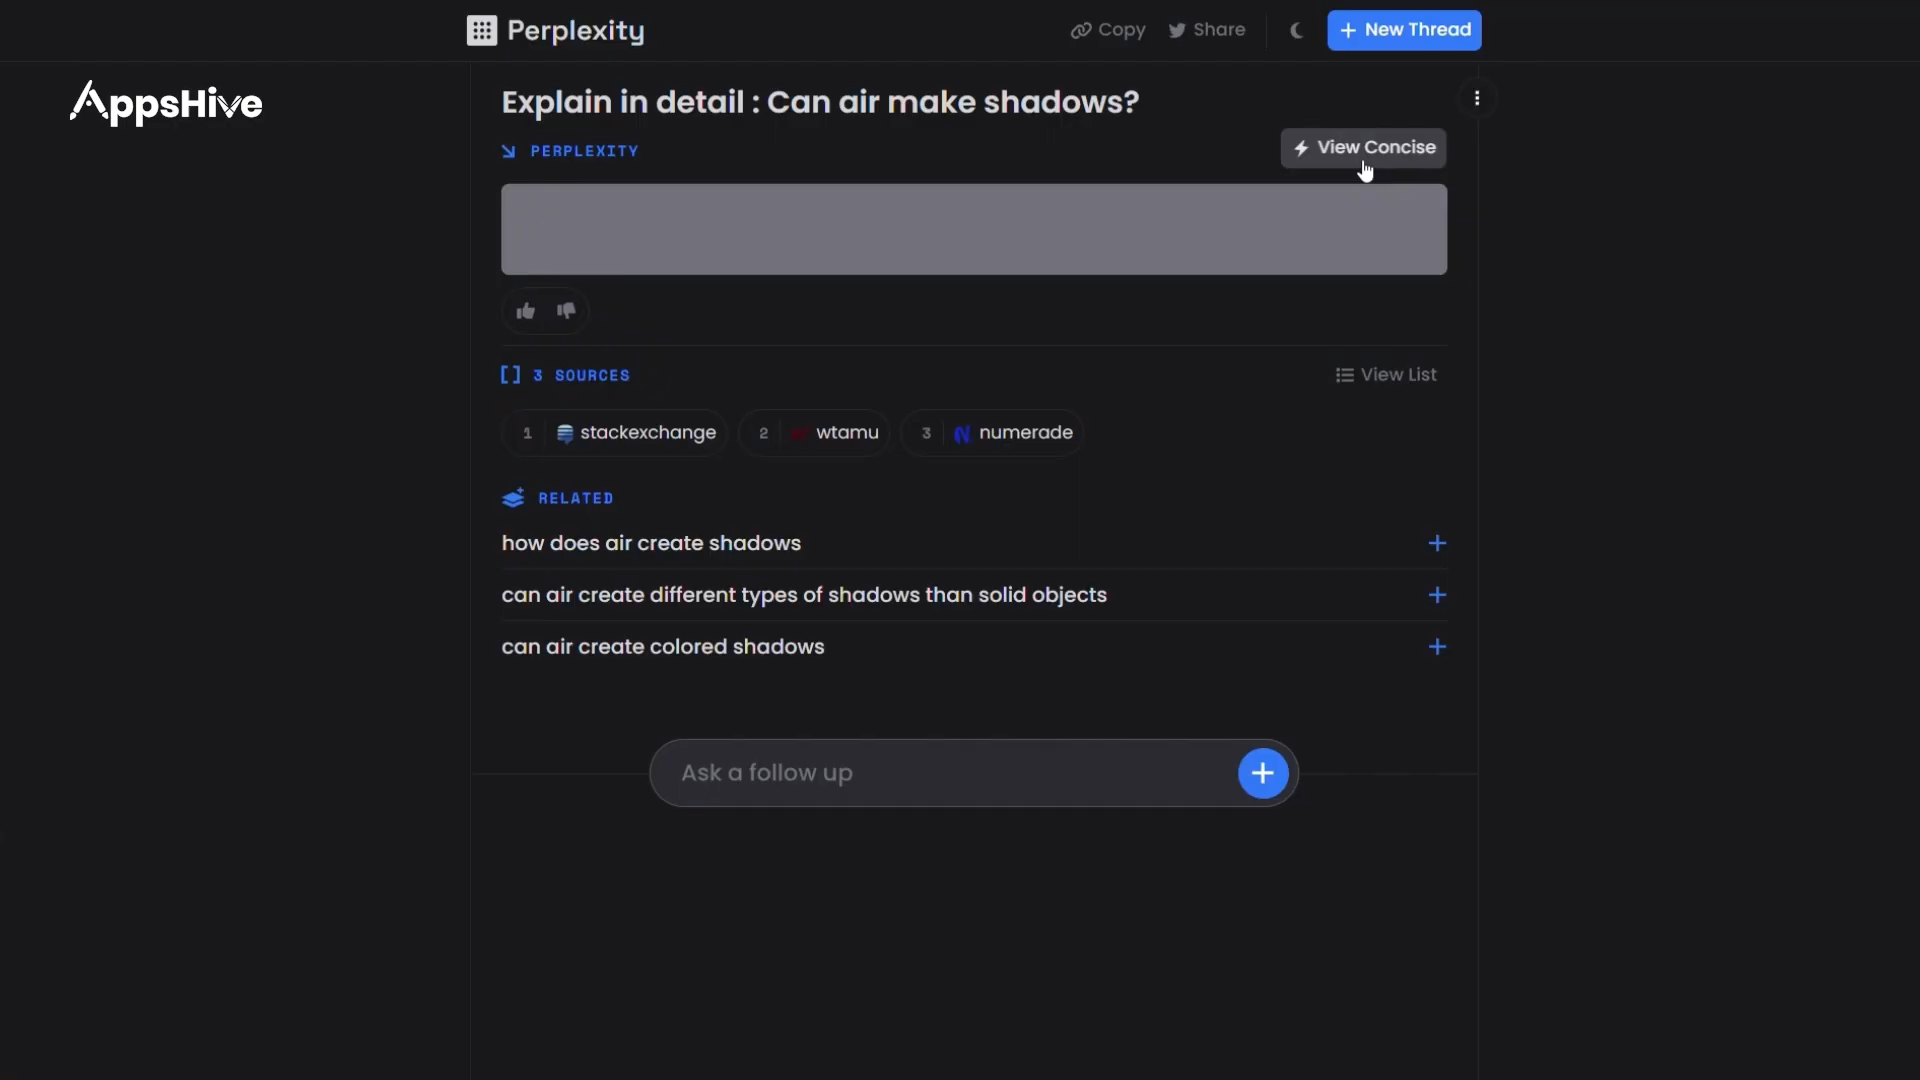 Perplexity
Copy
Share
New Thread
AppsHive
Explain in detail : Can air make shadows?
PERPLEXITY
View Concise
3 SOURCES
View List
1 stackexchange
2 wtamu
3 numerade
RELATED
how does air create shadows
can air create different types of shadows than solid objects
can air create colored shadows
Ask a follow up